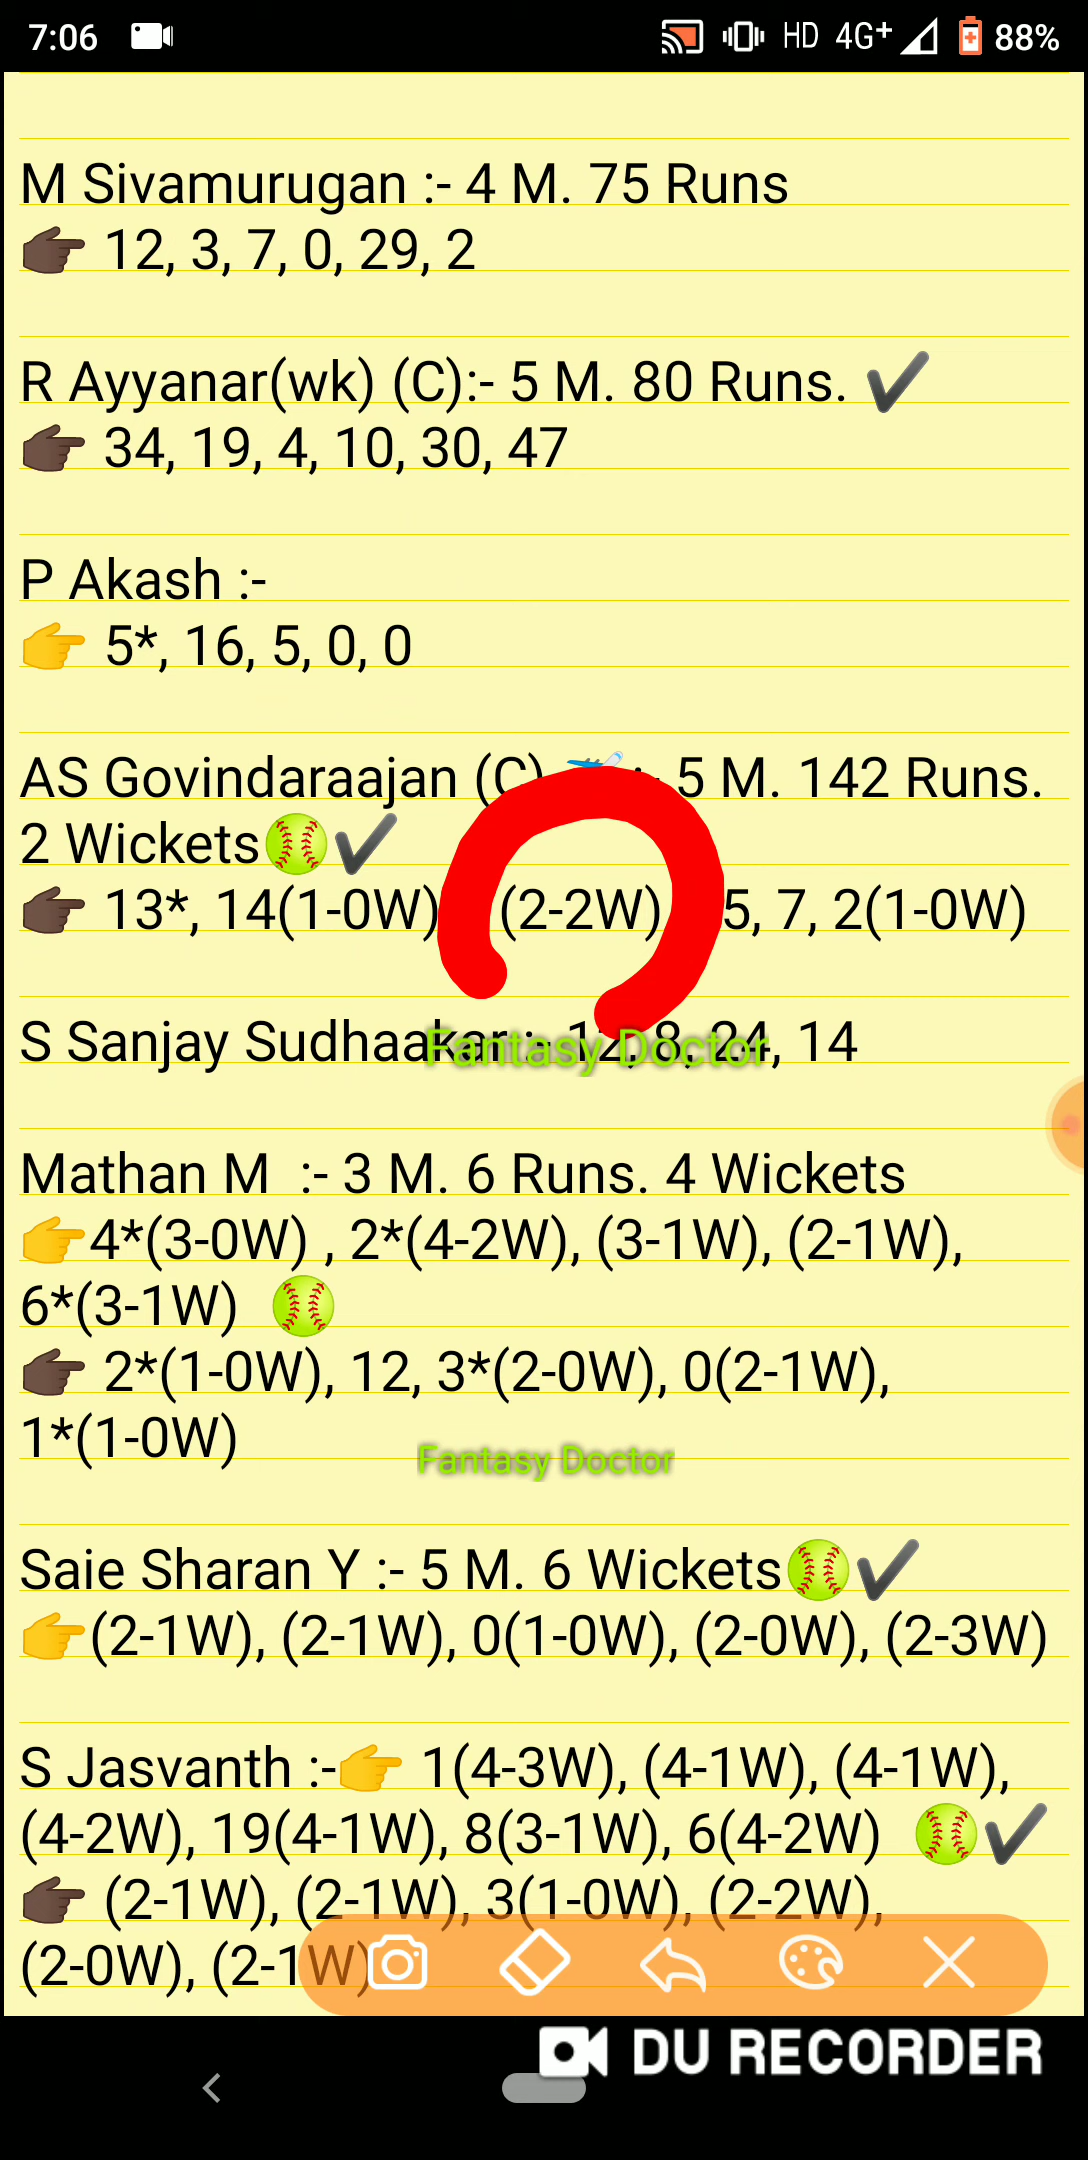 7:06 HD 4G+ 88%
M Sivamurugan :- 4 M. 75 Runs
12, 3, 7, 0, 29, 2
R Ayyanar(wk) (C):- 5 M. 80 Runs.
34, 19, 4, 10, 30, 47
P Akash :-
5*, 16, 5, 0, 0
AS Govindaraajan (C) :- 5 M. 142 Runs.
2 Wickets
13*, 14(1-0W) (2-2W) 5, 7, 2(1-0W)
S Sanjay Sudhaakar :- 12, 8, 24, 14
Fantasy Doctor
Mathan M :- 3 M. 6 Runs. 4 Wickets
4*(3-0W) , 2*(4-2W), (3-1W), (2-1W),
6*(3-1W)
2*(1-0W), 12, 3*(2-0W), 0(2-1W),
1*(1-0W)
Fantasy Doctor
Saie Sharan Y :- 5 M. 6 Wickets
(2-1W), (2-1W), 0(1-0W), (2-0W), (2-3W)
S Jasvanth :- 1(4-3W), (4-1W), (4-1W),
(4-2W), 19(4-1W), 8(3-1W), 6(4-2W)
(2-1W), (2-1W), 3(1-0W), (2-2W),
(2-0W), (2-1W)
DU RECORDER